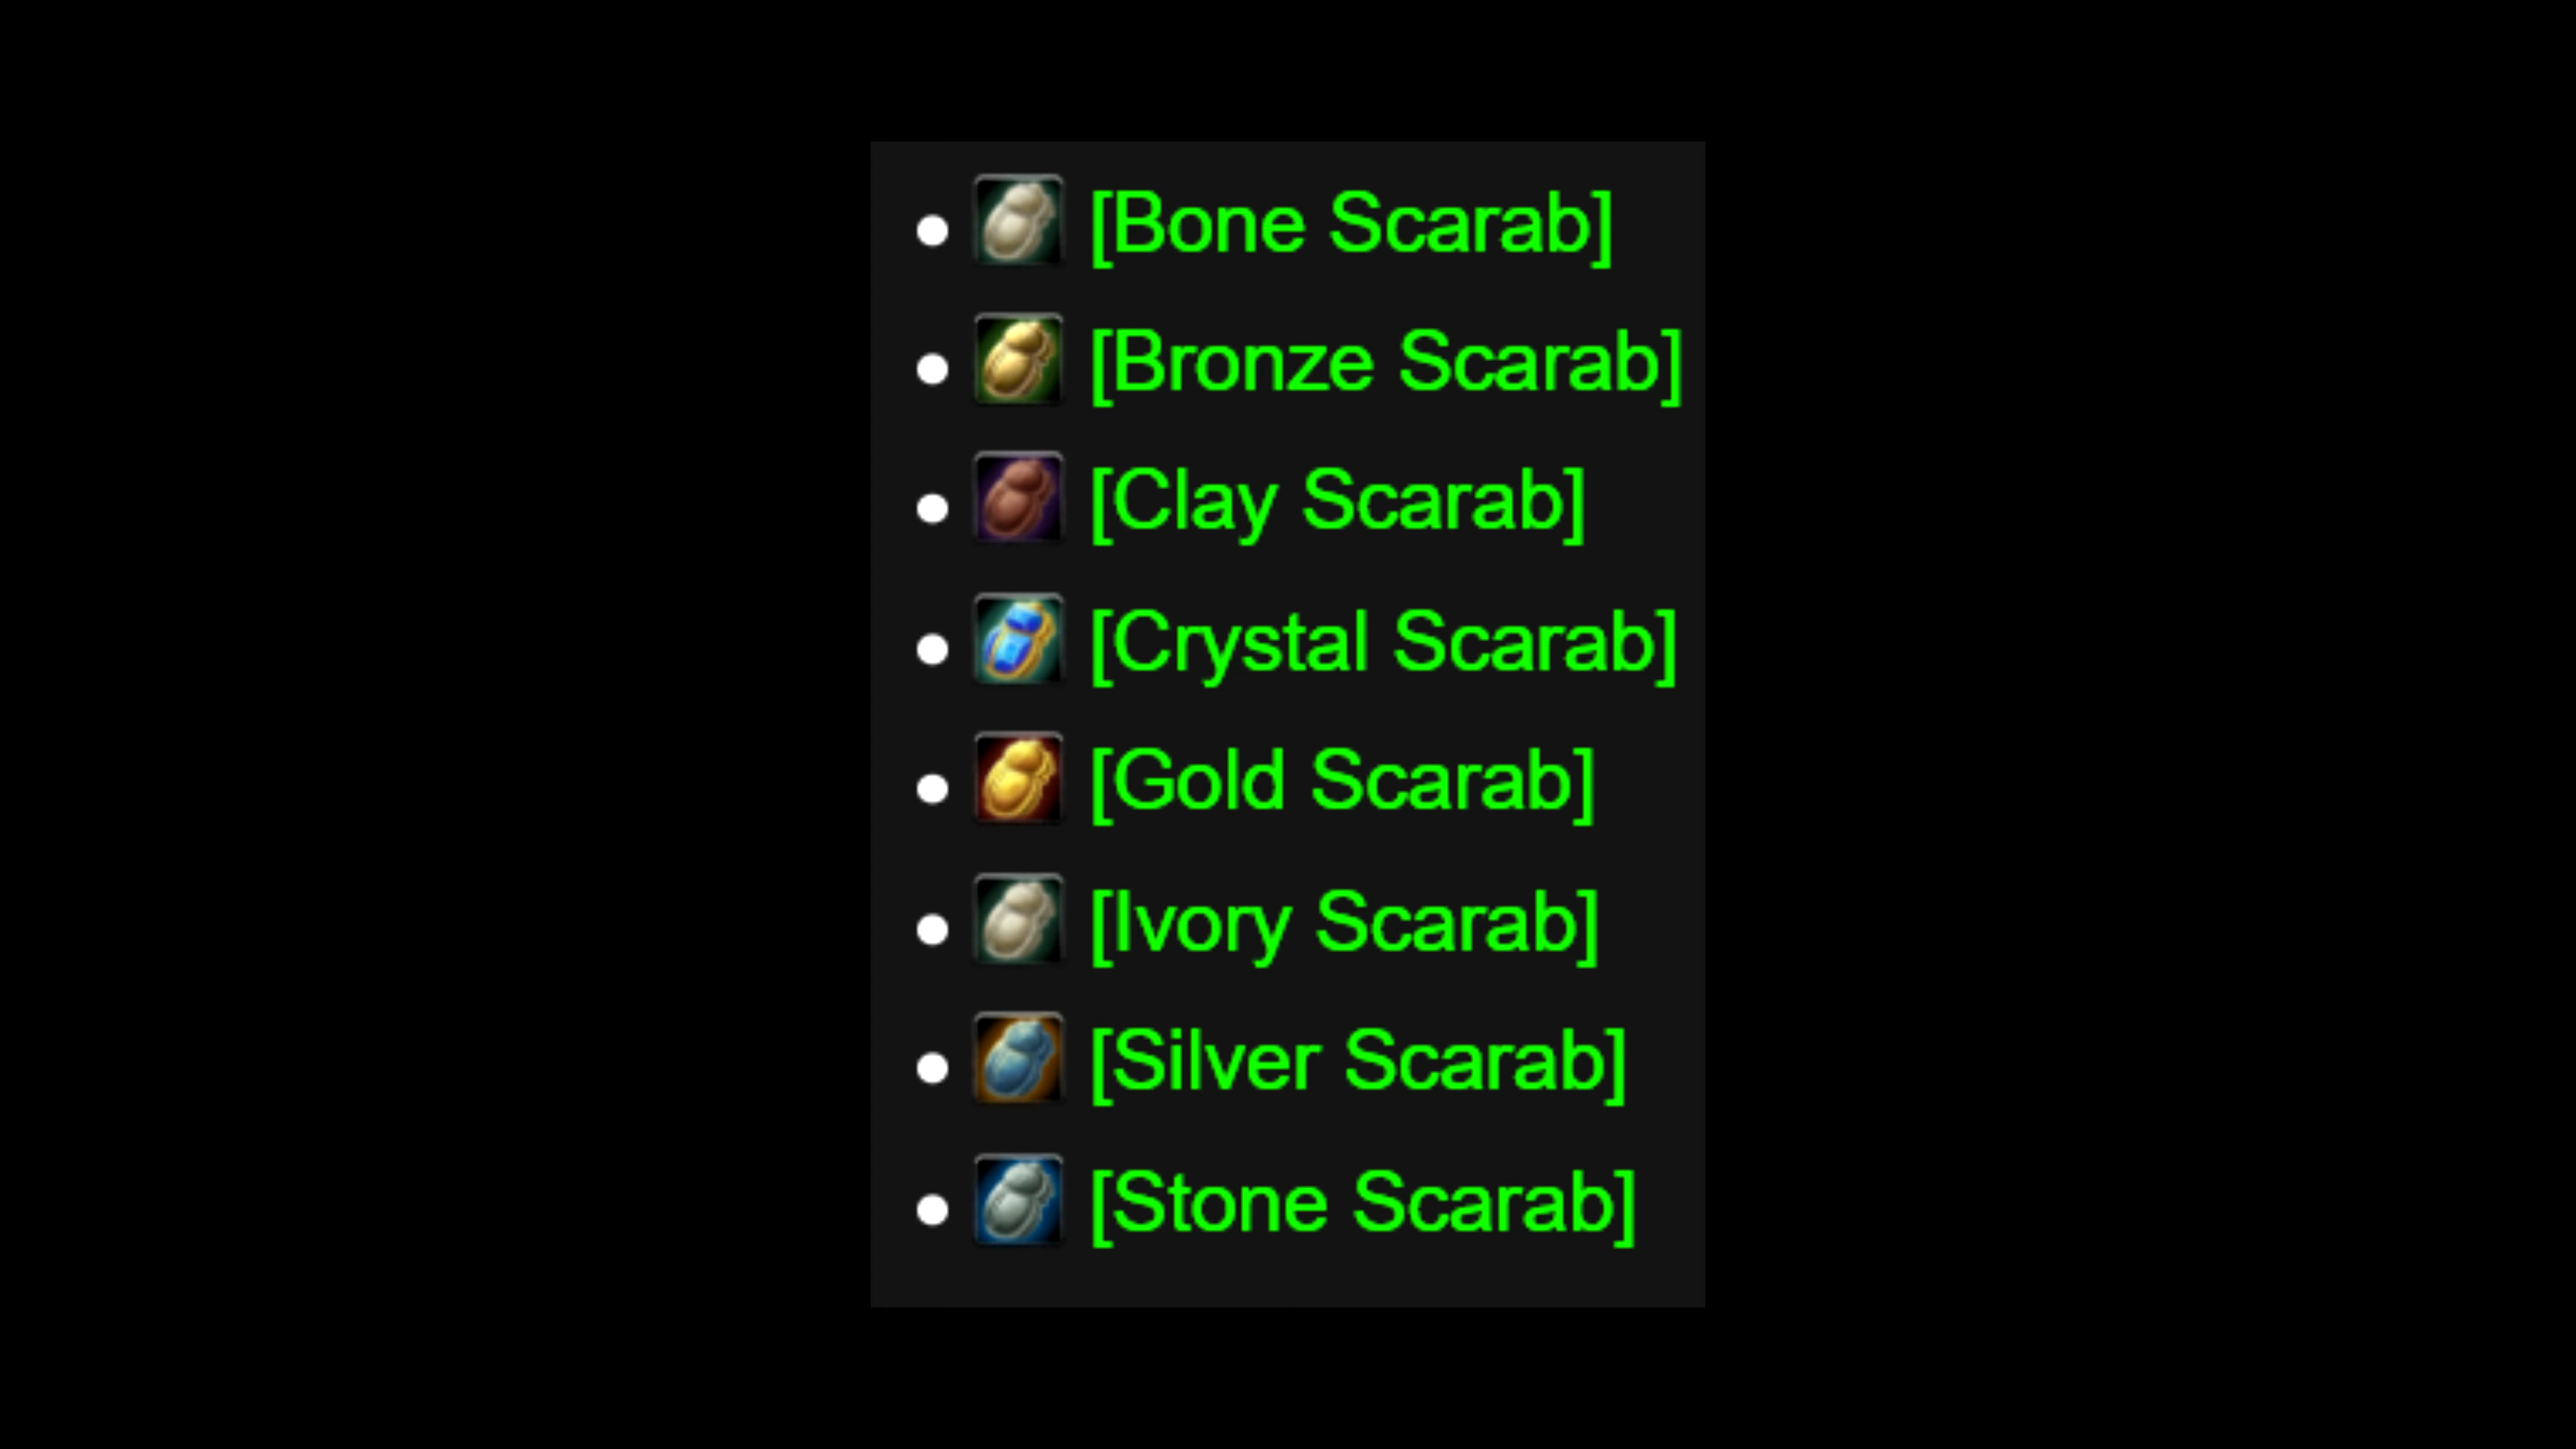 [Bone Scarab]
[Bronze Scarab]
[Clay Scarab]
[Crystal Scarab]
[Gold Scarab]
[Ivory Scarab]
[Silver Scarab]
[Stone Scarab]